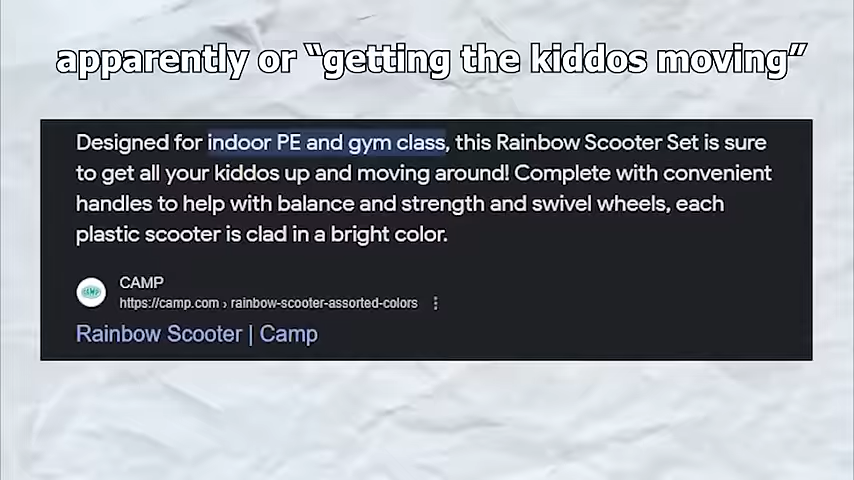 apparently or “getting the kiddos moving”
Designed for indoor PE and gym class, this Rainbow Scooter Set is sure
to get all your kiddos up and moving around! Complete with convenient
handles to help with balance and strength and swivel wheels, each
plastic scooter is clad in a bright color.
CAMP
CAMP
https://camp.com › rainbow-scooter-assorted-colors
Rainbow Scooter | Camp